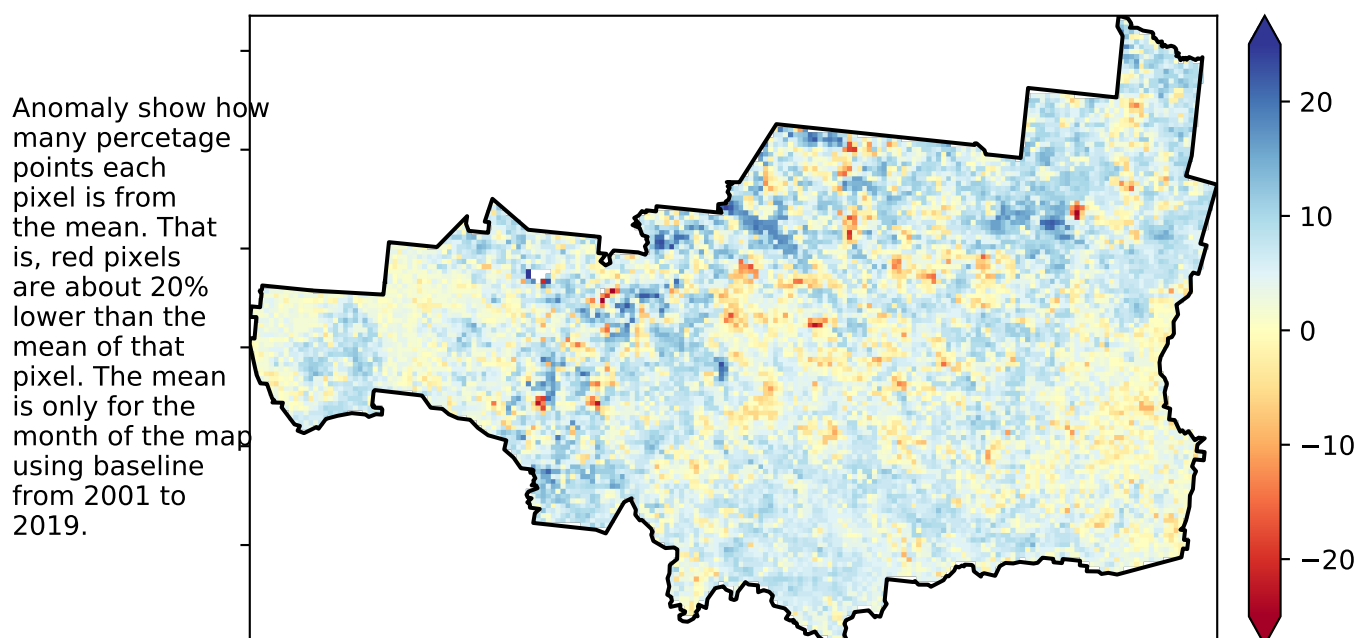 Anomaly show how
many percetage
points each
pixel is from
the mean. That
is, red pixels
are about 20%
lower than the
mean of that
pixel. The mean
is only for the
month of the map
using baseline
from 2001 to
2019.
20
10
0
−10
−20